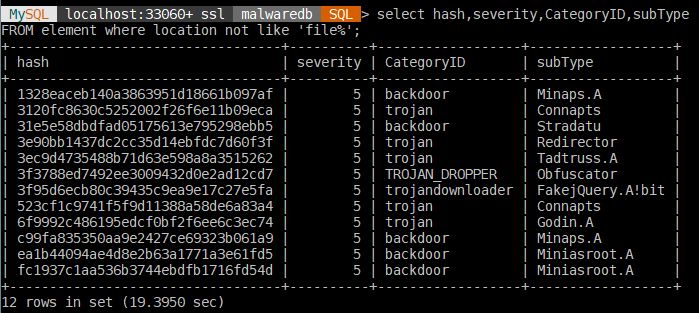 MySQL localhost:33060+ ssl malwaredb SQL > select hash,severity,CategoryID,subType
FROM element where location not like 'file%';
+----------------------------------+----------+------------------+-----------------+
| hash                             | severity | CategoryID       | subType         |
+----------------------------------+----------+------------------+-----------------+
| 1328eaceb140a3863951d18661b097af |        5 | backdoor         | Minaps.A        |
| 3120fc8630c5252002f26f6e11b09eca |        5 | trojan           | Connapts        |
| 31e5e58dbdfad05175613e795298ebb5 |        5 | backdoor         | Stradatu        |
| 3e90bb1437dc2cc35d14ebfdc7d60f3f |        5 | trojan           | Redirector      |
| 3ec9d4735488b71d63e598a8a3515262 |        5 | trojan           | Tadtruss.A      |
| 3f3788ed7492ee3009432d0e2ad12cd7 |        5 | TROJAN_DROPPER   | Obfuscator      |
| 3f95d6ecb80c39435c9ea9e17c27e5fa |        5 | trojandownloader | FakejQuery.A!bit |
| 523cf1c9741f5f9d11388a58de6a83a4 |        5 | trojan           | Connapts        |
| 6f9992c486195edcf0bf2f6ee6c3ec74 |        5 | trojan           | Godin.A         |
| c99fa835350aa9e2427ce69323b061a9 |        5 | backdoor         | Minaps.A        |
| ea1b44094ae4d8e2b63a1771a3e61fd5 |        5 | backdoor         | Miniasroot.A    |
| fc1937c1aa536b3744ebdfb1716fd54d |        5 | backdoor         | Miniasroot.A    |
+----------------------------------+----------+------------------+-----------------+
12 rows in set (19.3950 sec)